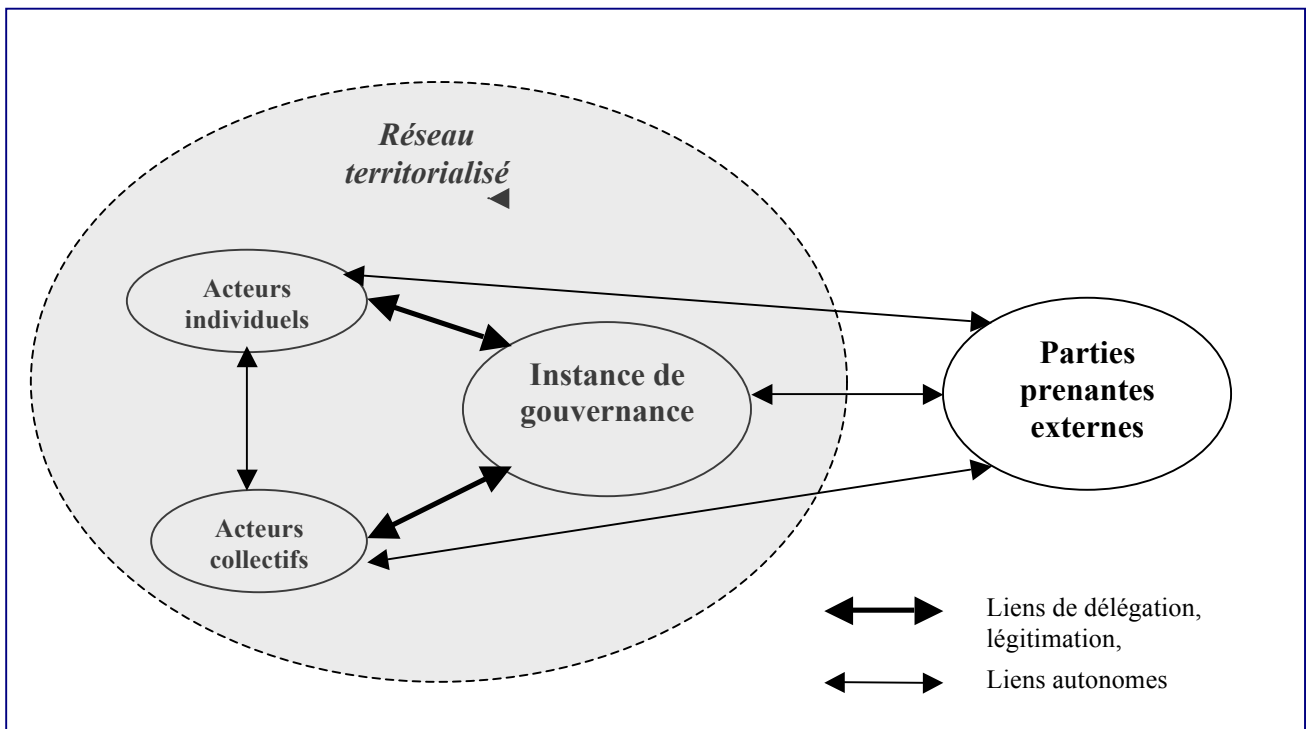 Réseau
territorialisé
Acteurs
individuels
Instance de
gouvernance
Parties
prenantes
externes
Acteurs
collectifs
Liens de délégation,
légitimation,
Liens autonomes